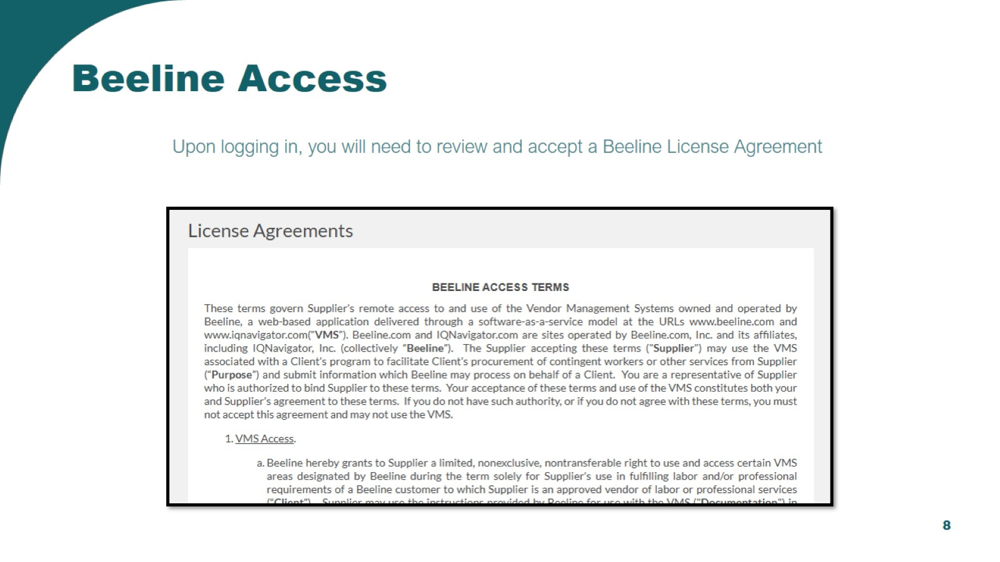 Beeline Access
Upon logging in, you will need to review and accept a Beeline License Agreement
License Agreements
BEELINE ACCESS TERMS
These terms govern Supplier's remote access to and use of the Vendor Management Systems owned and operated by
Beeline, a web-based application delivered through a software-as-a-service model at the URLs www.beeline.com and
www.iqnavigator.com("VMS"). Beeline.com and IQNavigator.com are sites operated by Beeline.com, Inc. and its affiliates,
including IQNavigator, Inc. (collectively "Beeline"). The Supplier accepting these terms ("Supplier") may use the VMS
associated with a Client's program to facilitate Client's procurement of contingent workers or other services from Supplier
("Purpose") and submit information which Beeline may process on behalf of a Client. You are a representative of Supplier
who is authorized to bind Supplier to these terms. Your acceptance of these terms and use of the VMS constitutes both your
and Supplier's agreement to these terms. If you do not have such authority, or if you do not agree with these terms, you must
not accept this agreement and may not use the VMS.
1. VMS Access.
a. Beeline hereby grants to Supplier a limited, nonexclusive, nontransferable right to use and access certain VMS
areas designated by Beeline during the term solely for Supplier's use in fulfilling labor and/or professional
requirements of a Beeline customer to which Supplier is an approved vendor of labor or professional services
("Client"). Supplier may use the instructions provided by Beeline for use with the VMS ("Documentation") in
8